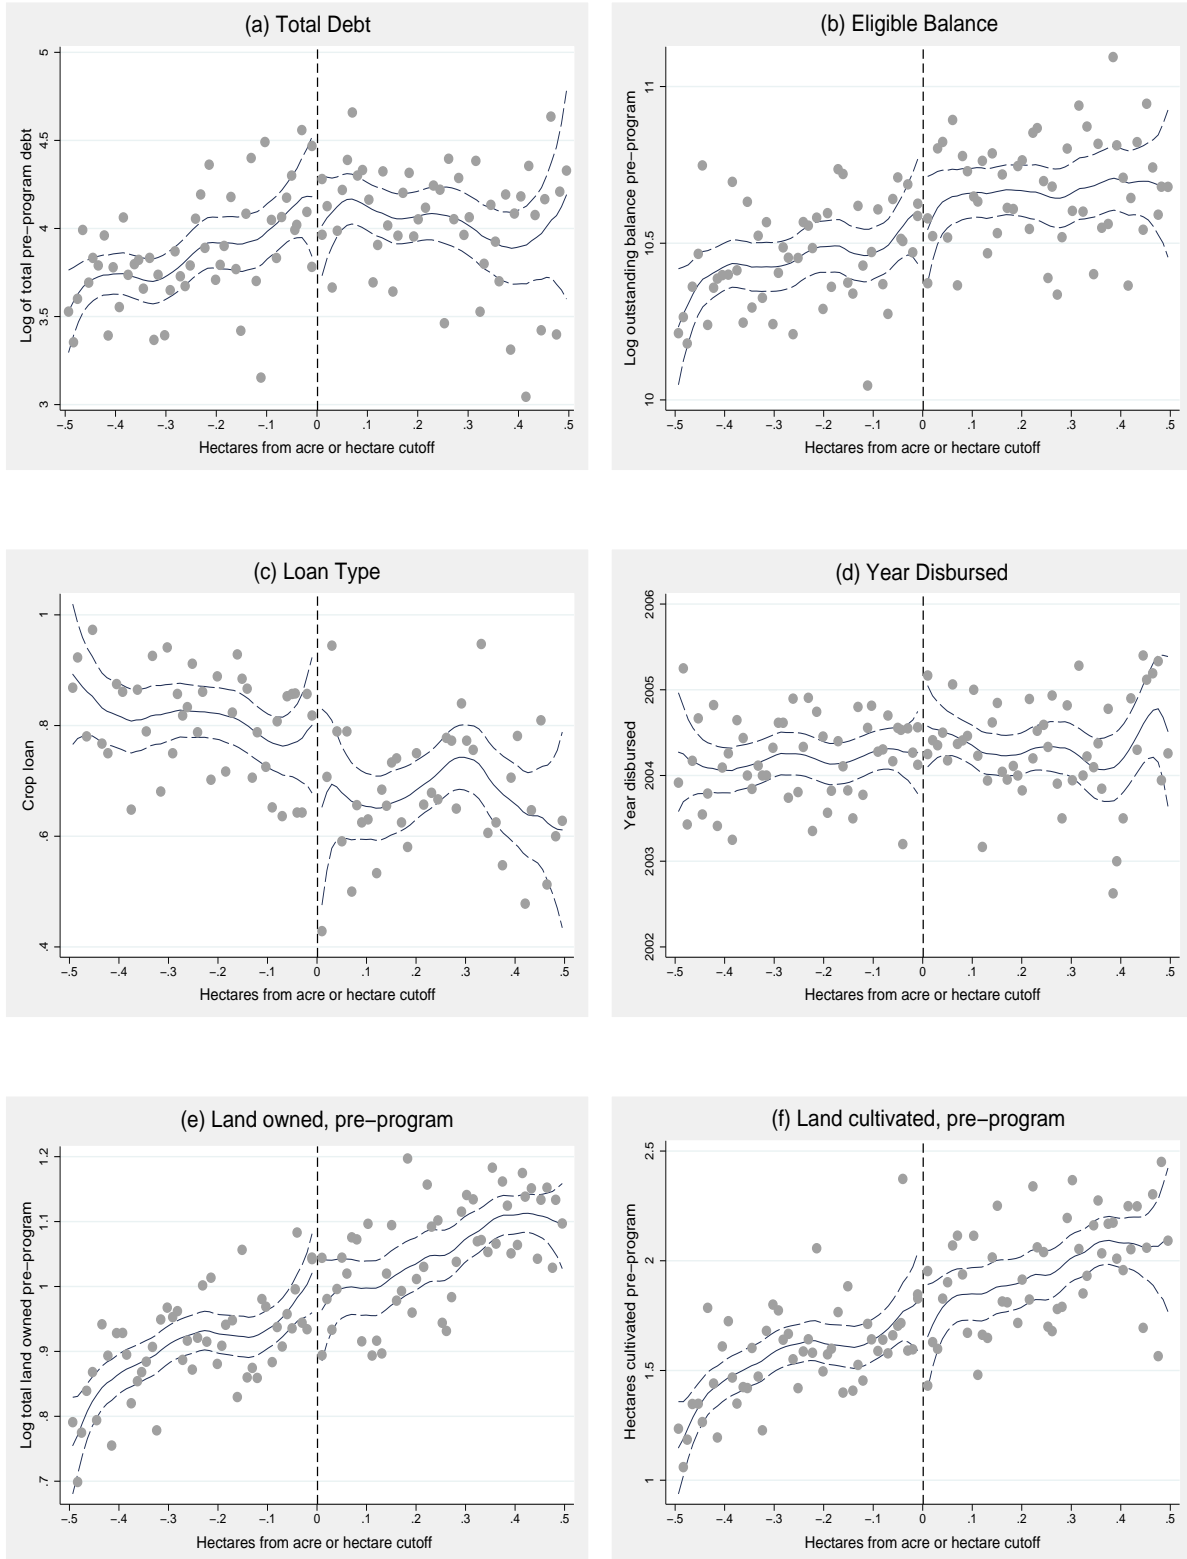 (a) Total Debt
Log of total pre−program debt
5
4.5
4
3.5
3
−.5 −.4 −.3 −.2 −.1 0 .1 .2 .3 .4 .5
Hectares from acre or hectare cutoff
(b) Eligible Balance
Log outstanding balance pre−program
11
10.5
10
−.5 −.4 −.3 −.2 −.1 0 .1 .2 .3 .4 .5
Hectares from acre or hectare cutoff
(c) Loan Type
Crop loan
1
.8
.6
.4
−.5 −.4 −.3 −.2 −.1 0 .1 .2 .3 .4 .5
Hectares from acre or hectare cutoff
(d) Year Disbursed
Year disbursed
2006
2005
2004
2003
2002
−.5 −.4 −.3 −.2 −.1 0 .1 .2 .3 .4 .5
Hectares from acre or hectare cutoff
(e) Land owned, pre−program
Log total land owned pre−program
1.2
1.1
1
.9
.8
.7
−.5 −.4 −.3 −.2 −.1 0 .1 .2 .3 .4 .5
Hectares from acre or hectare cutoff
(f) Land cultivated, pre−program
Hectares cultivated pre−program
2.5
2
1.5
1
−.5 −.4 −.3 −.2 −.1 0 .1 .2 .3 .4 .5
Hectares from acre or hectare cutoff